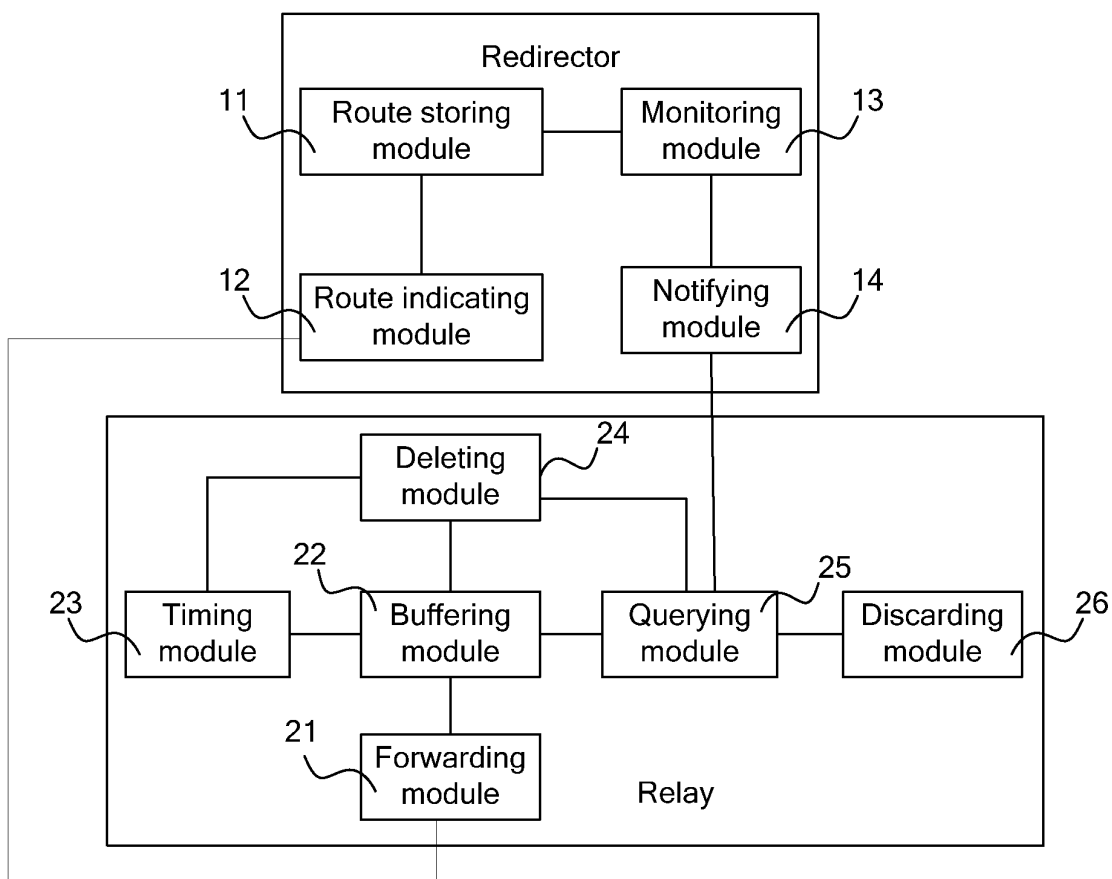 Redirector
11
Route storing
module
Monitoring
module
13
12
Route indicating
module
Notifying
module
14
Deleting
module
24
22
23
Timing
module
Buffering
module
Querying
module
25
Discarding
module
26
21
Forwarding
module
Relay